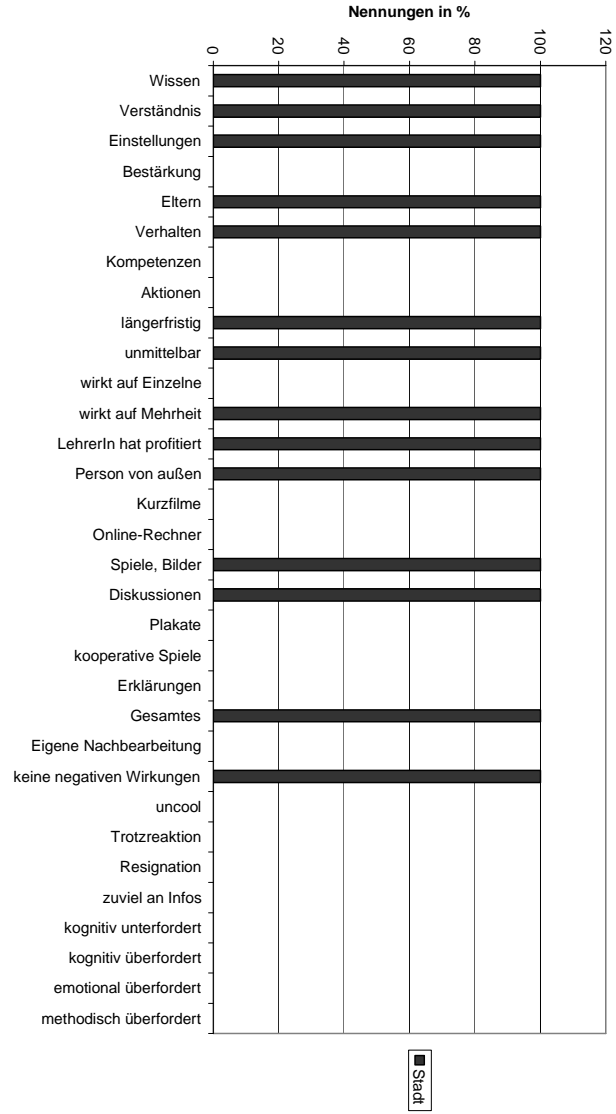 Nennungen in %
0 20 40 60 80 100 120
Wissen
Verständnis
Einstellungen
Bestärkung
Eltern
Verhalten
Kompetenzen
Aktionen
längerfristig
unmittelbar
wirkt auf Einzelne
wirkt auf Mehrheit
LehrerIn hat profitiert
Person von außen
Kurzfilme
Online-Rechner
Spiele, Bilder
Diskussionen
Plakate
kooperative Spiele
Erklärungen
Gesamtes
Eigene Nachbearbeitung
keine negativen Wirkungen
uncool
Trotzreaktion
Resignation
zuviel an Infos
kognitiv unterfordert
kognitiv überfordert
emotional überfordert
methodisch überfordert
Stadt